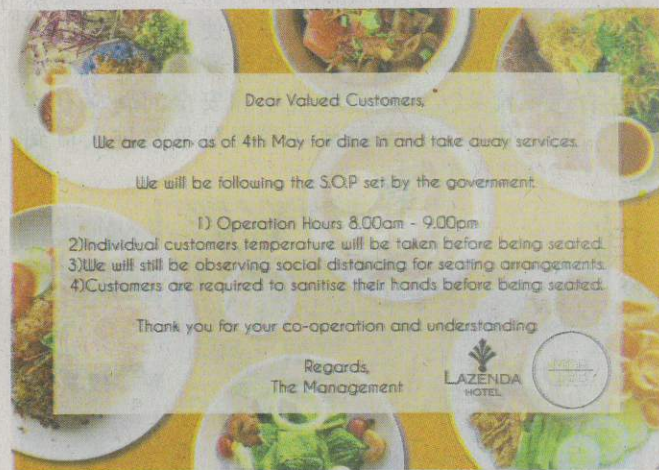 Dear Valued Customers,
We are open as of 4th May for dine in and take away services.
We will be following the S.O.P set by the government.
1) Operation Hours 8.00am - 9.00pm
2)Individual customers temperature will be taken before being seated.
3)We will still be observing social distancing for seating arrangements.
4)Customers are required to sanitise their hands before being seated.
Thank you for your co-operation and understanding.
Regards,
The Management
LAZENDA
HOTEL